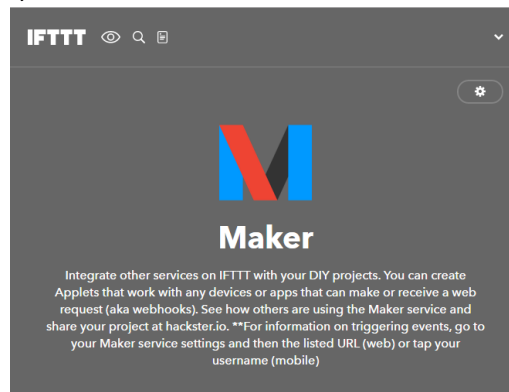 IFTTT
Maker
Integrate other services on IFTTT with your DIY projects. You can create
Applets that work with any devices or apps that can make or receive a web
request (aka webhooks). See how others are using the Maker service and
share your project at hackster.io. **For information on triggering events, go to
your Maker service settings and then the listed URL (web) or tap your
username (mobile)